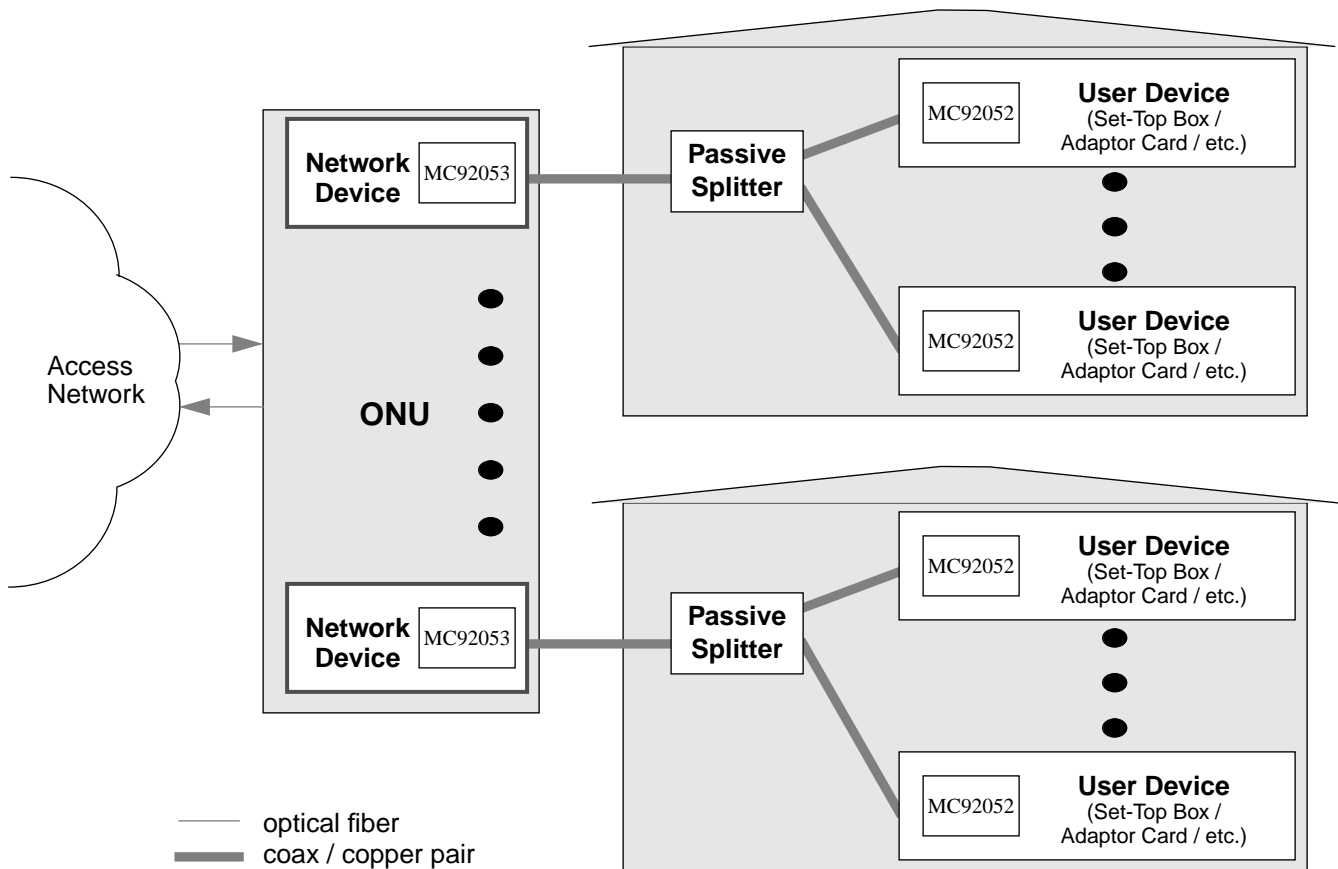 Access
Network
ONU
Network
Device
MC92053
Passive
Splitter
MC92052
User Device
(Set-Top Box /
Adaptor Card / etc.)
MC92052
User Device
(Set-Top Box /
Adaptor Card / etc.)
Network
Device
MC92053
Passive
Splitter
MC92052
User Device
(Set-Top Box /
Adaptor Card / etc.)
MC92052
User Device
(Set-Top Box /
Adaptor Card / etc.)
optical fiber
coax / copper pair